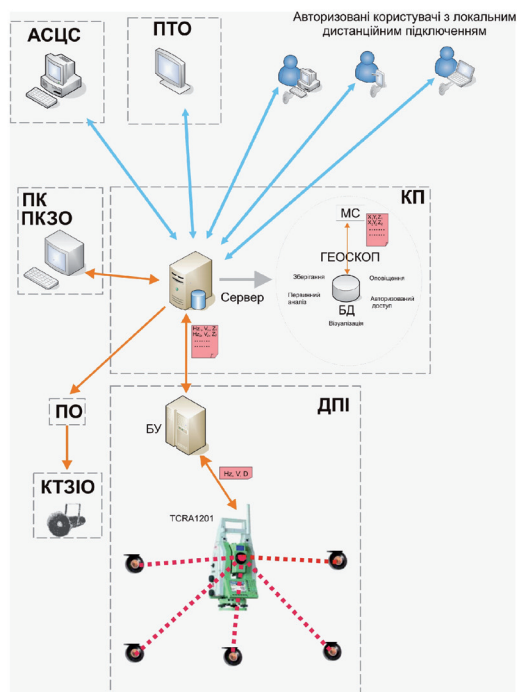 Авторизовані користувачі з локальним
дистанційним підключенням
АСЦС
ПТО
КП
ПК
ПКЗО
МС
ГЕОСКОП
Збертання
Оповіщення
Сервер
Первинний
аналіз
БД
Авторизований
доступ
Візуалізація
ДПІ
ПО
БУ
КТЗІО
Hz, V, D
TCRA1201